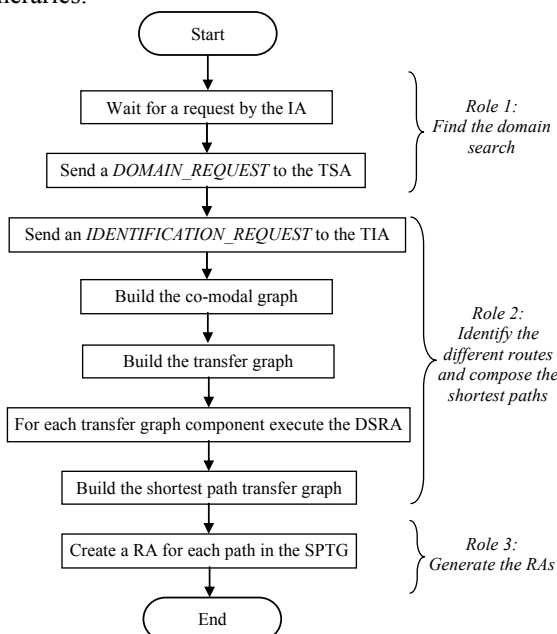 Start
Wait for a request by the IA
Send a DOMAIN_REQUEST to the TSA
Role 1:
Find the domain
search
Send an IDENTIFICATION_REQUEST to the TIA
Build the co-modal graph
Build the transfer graph
For each transfer graph component execute the DSRA
Build the shortest path transfer graph
Role 2:
Identify the
different routes
and compose the
shortest paths
Create a RA for each path in the SPTG
Role 3:
Generate the RAs
End